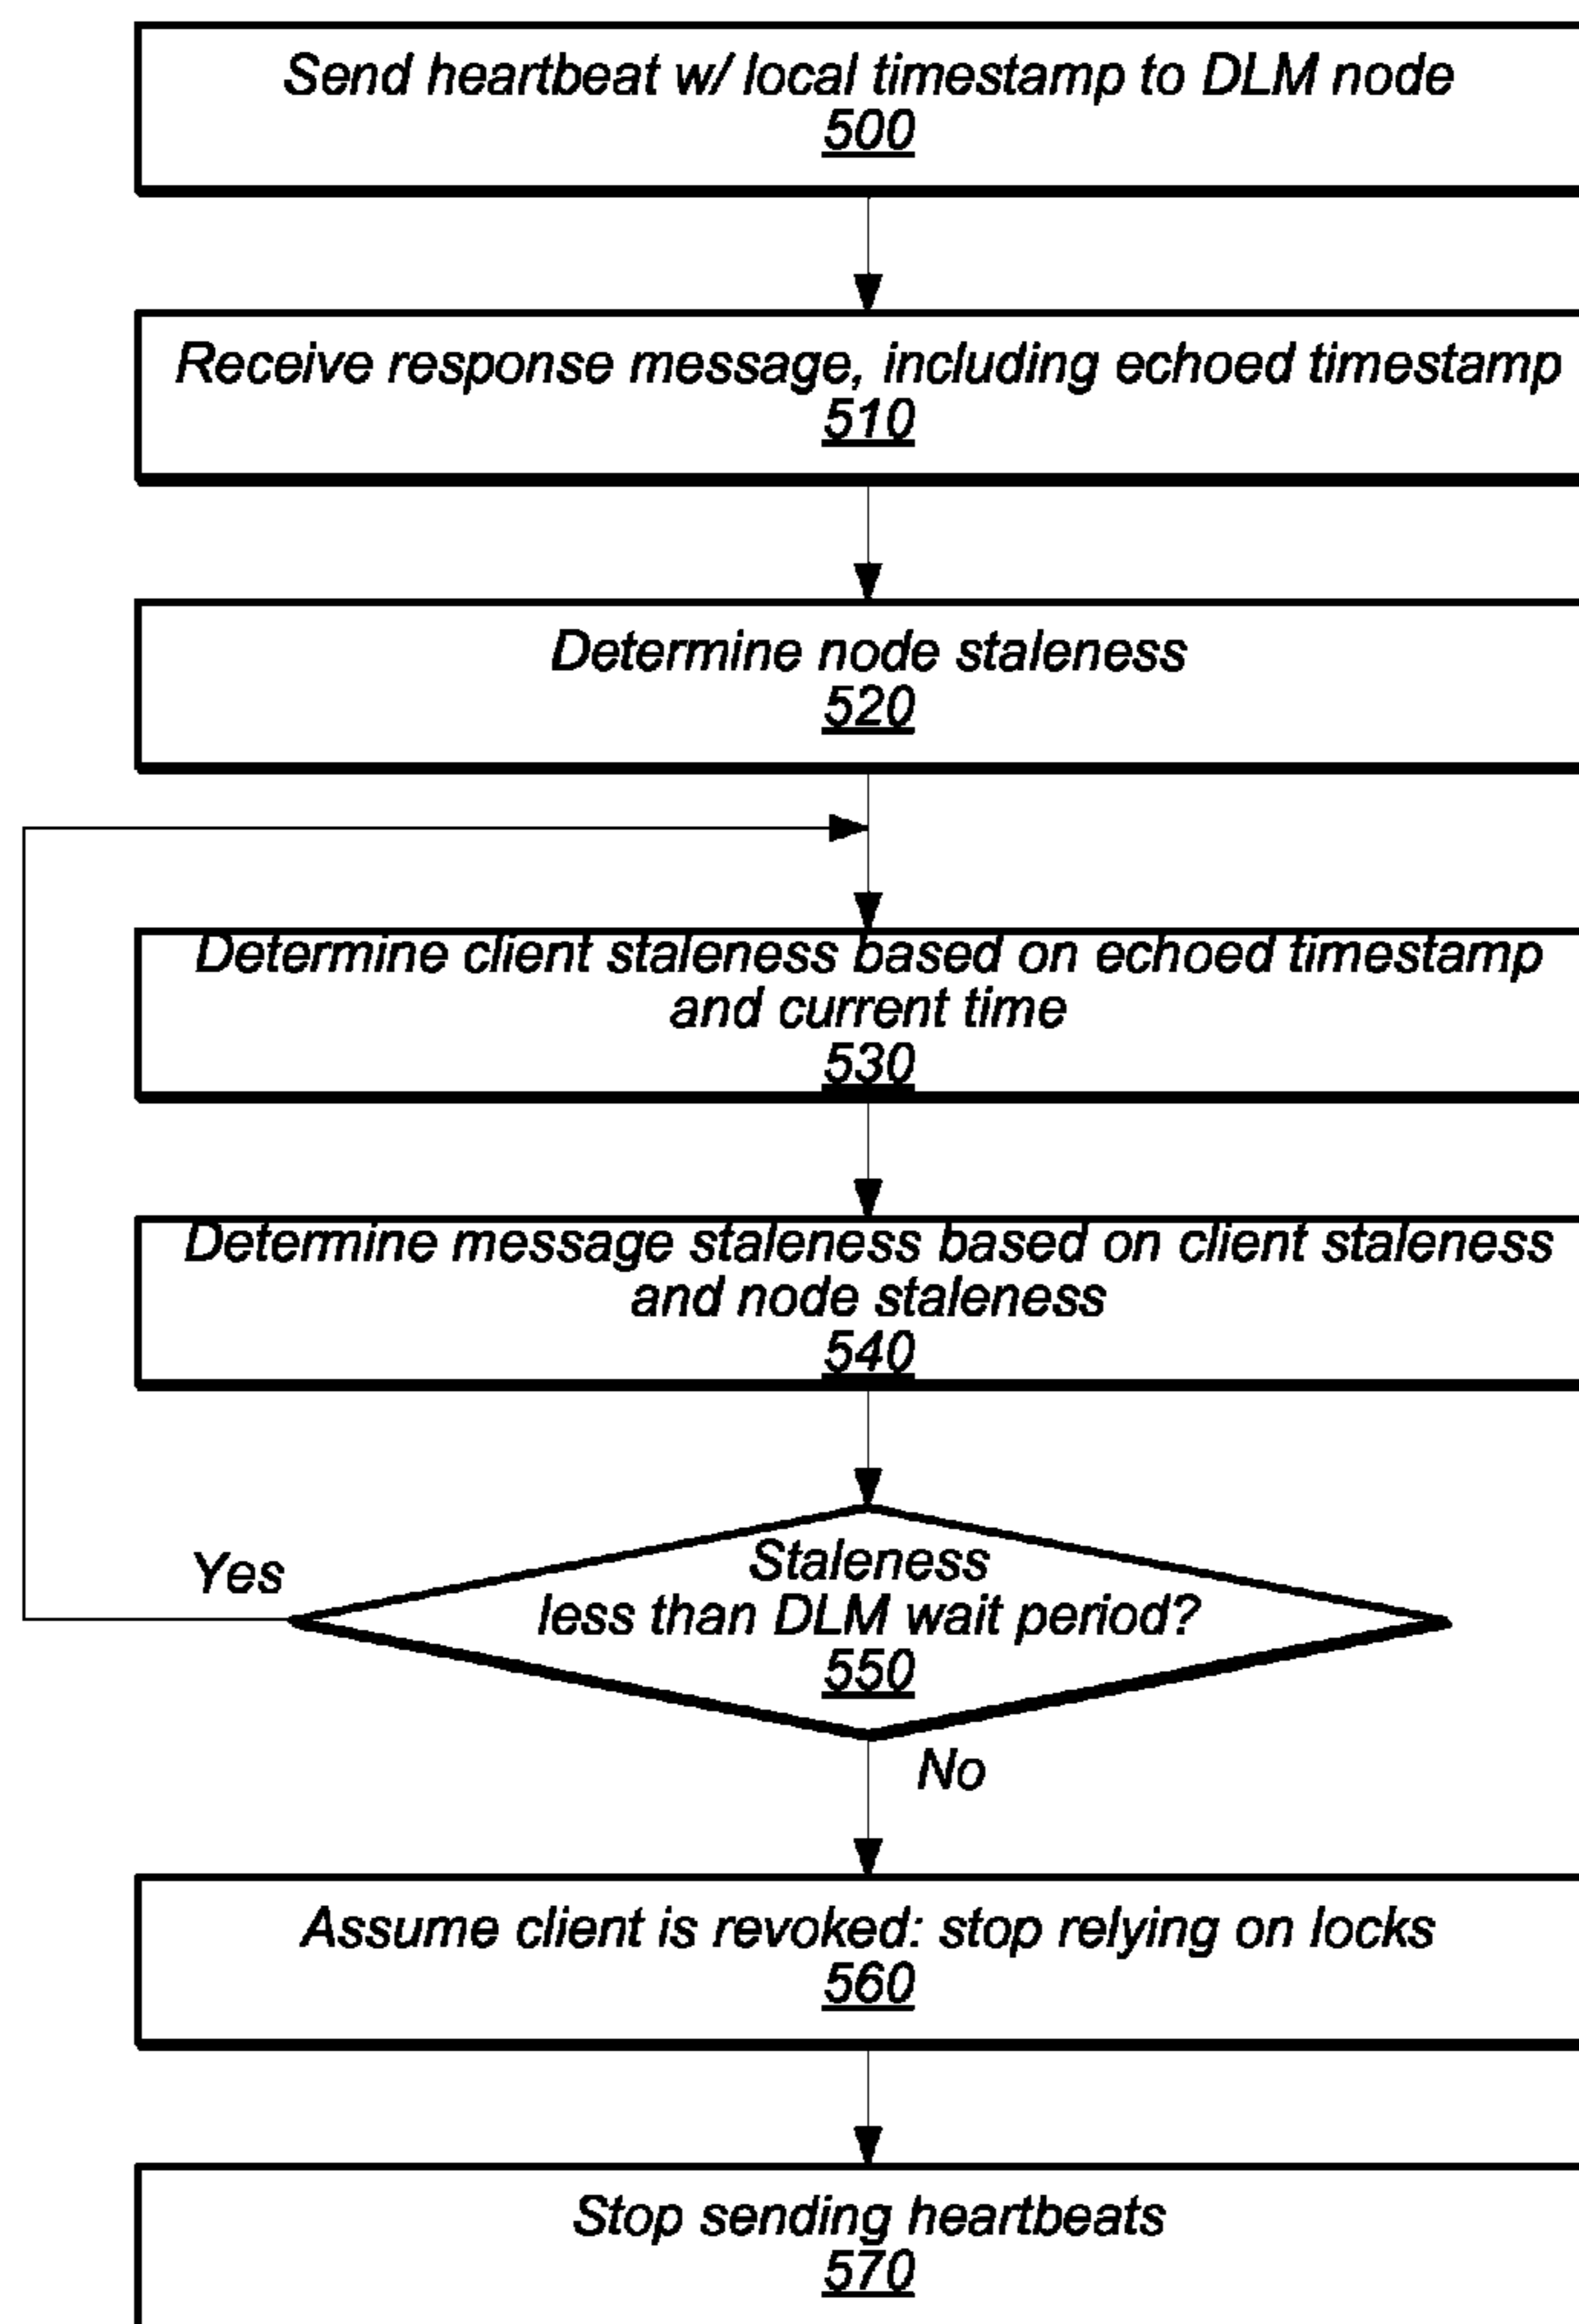 Send heartbeat w/ local timestamp to DLM node
500
Receive response message, including echoed timestamp
510
Determine node staleness
520
Determine client staleness based on echoed timestamp
and current time
530
Determine message staleness based on client staleness
and node staleness
540
Staleness
less than DLM wait period?
550
Yes
No
Assume client is revoked: stop relying on locks
560
Stop sending heartbeats
570